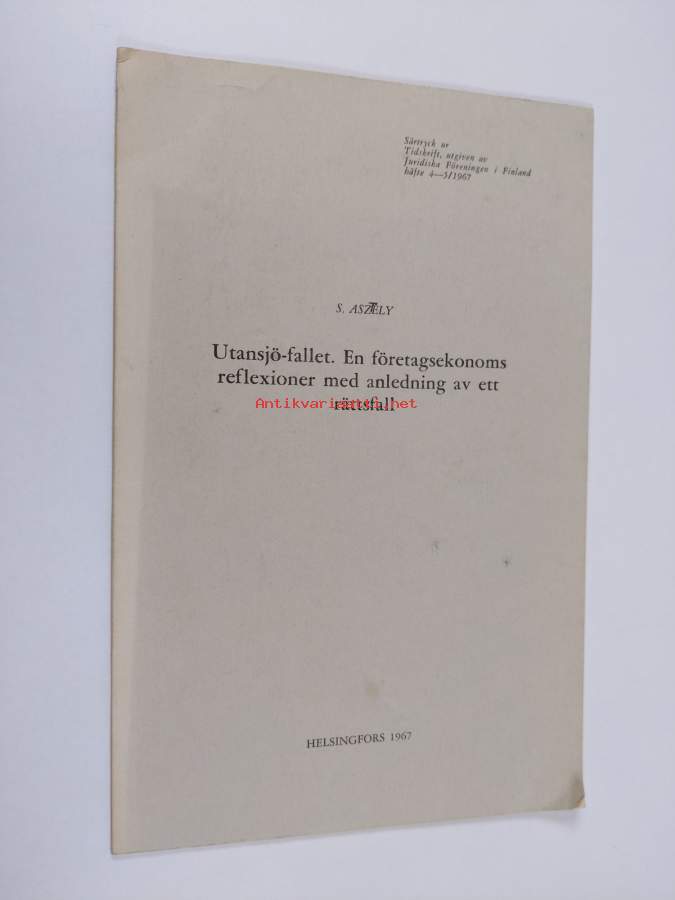 Särtryck ur
Tidskrift, utgiven av
Juridiska Föreningen i Finland
häfte 4—5/1967
S. ASZTÉLY
Utansjö-fallet. En företagsekonoms
reflexioner med anledning av ett
rättsfall
Antikvariaatti.net
HELSINGFORS 1967